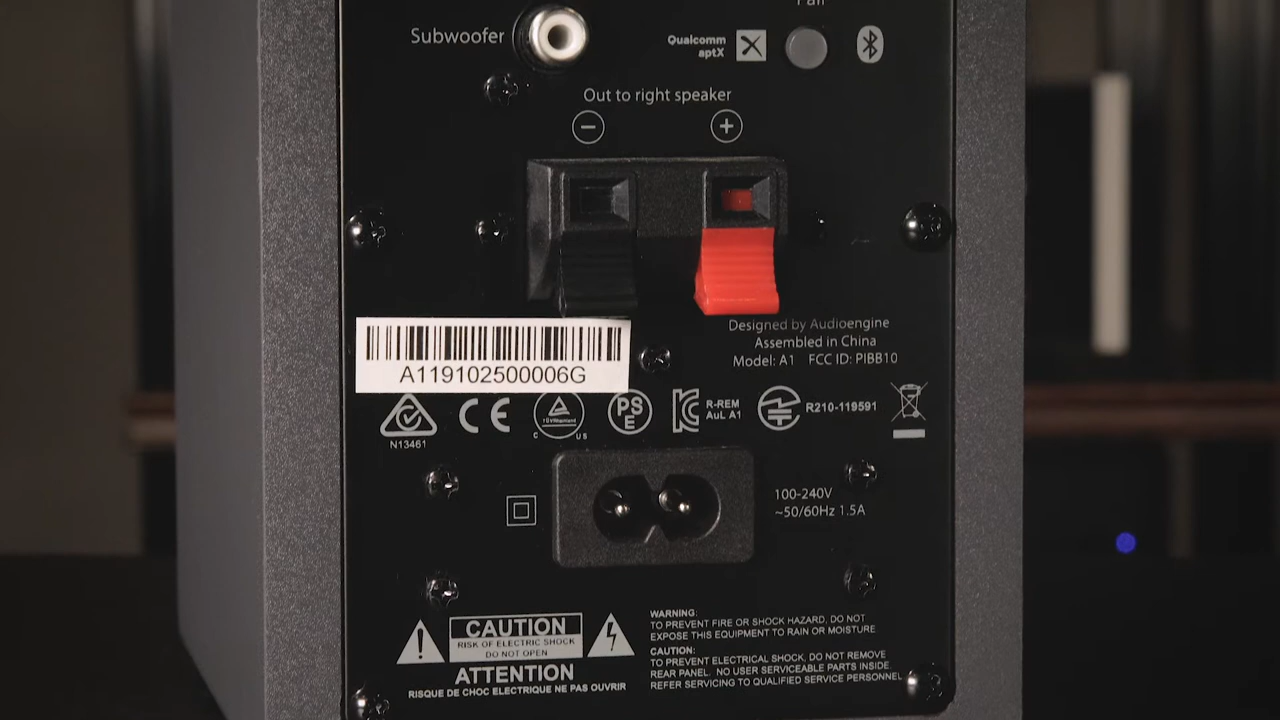 Pair
Subwoofer
Qualcomm
aptX
Out to right speaker
− +
Designed by Audioengine
Assembled in China
Model: A1 FCC ID: PIBB10
A119102500006G
N13461
CE
C US
PS
E
R-REM
AuL A1
R210-119591
100-240V
~50/60Hz 1.5A
CAUTION
RISK OF ELECTRIC SHOCK
DO NOT OPEN
ATTENTION
RISQUE DE CHOC ELECTRIQUE NE PAS OUVRIR
WARNING:
TO PREVENT FIRE OR SHOCK HAZARD, DO NOT
EXPOSE THIS EQUIPMENT TO RAIN OR MOISTURE
CAUTION:
TO PREVENT ELECTRICAL SHOCK, DO NOT REMOVE
REAR PANEL. NO USER SERVICEABLE PARTS INSIDE.
REFER SERVICING TO QUALIFIED SERVICE PERSONNEL